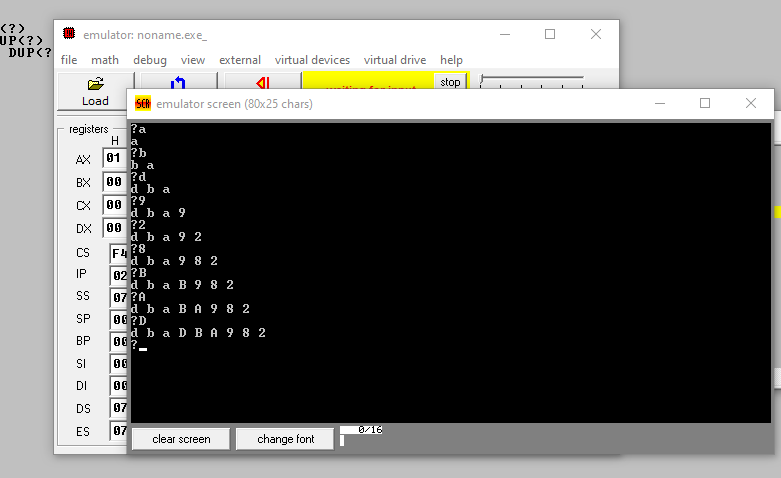 (?)
UP(?)
DUP(?
emulator: noname.exe_
file math debug view external virtual devices virtual drive help
Load
waiting for input
stop
emulator screen (80x25 chars)
registers
H
AX 01
BX 00
CX 00
DX 00
CS F4
IP 02
SS 07
SP 00
BP 00
SI 00
DI 00
DS 07
ES 07
?a
a
?b
b a
?d
d b a
?9
d b a 9
?2
d b a 9 2
?8
d b a 9 8 2
?B
d b a B 9 8 2
?A
d b a B A 9 8 2
?D
d b a D B A 9 8 2
?_
clear screen
change font
0/16